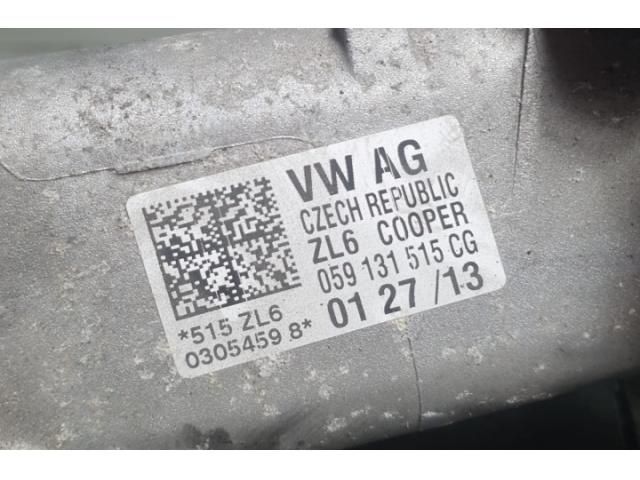 VW AG
CZECH REPUBLIC
ZL6 COOPER
059 131 515 CG
01 27/13
*515 ZL6
0305459 8*